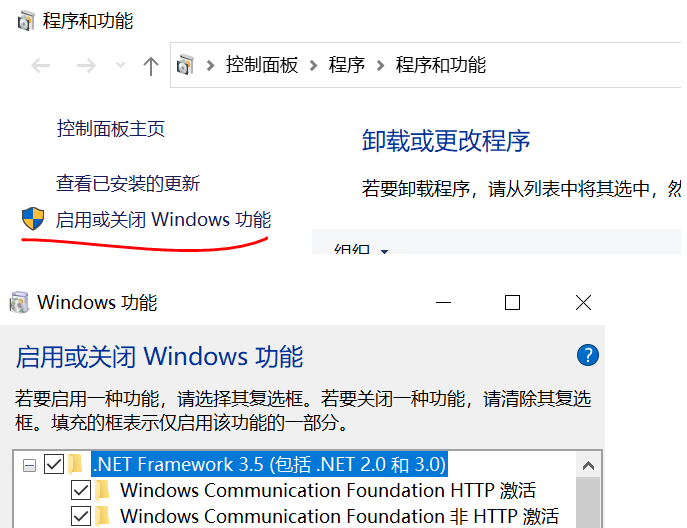 程序和功能
控制面板 程序 程序和功能
控制面板主页
卸载或更改程序
查看已安装的更新
若要卸载程序，请从列表中将其选中，然
启用或关闭 Windows 功能
组织
Windows 功能
启用或关闭 Windows 功能
若要启用一种功能，请选择其复选框。若要关闭一种功能，请清除其复选
框。填充的框表示仅启用该功能的一部分。
.NET Framework 3.5 (包括 .NET 2.0 和 3.0)
Windows Communication Foundation HTTP 激活
Windows Communication Foundation 非 HTTP 激活